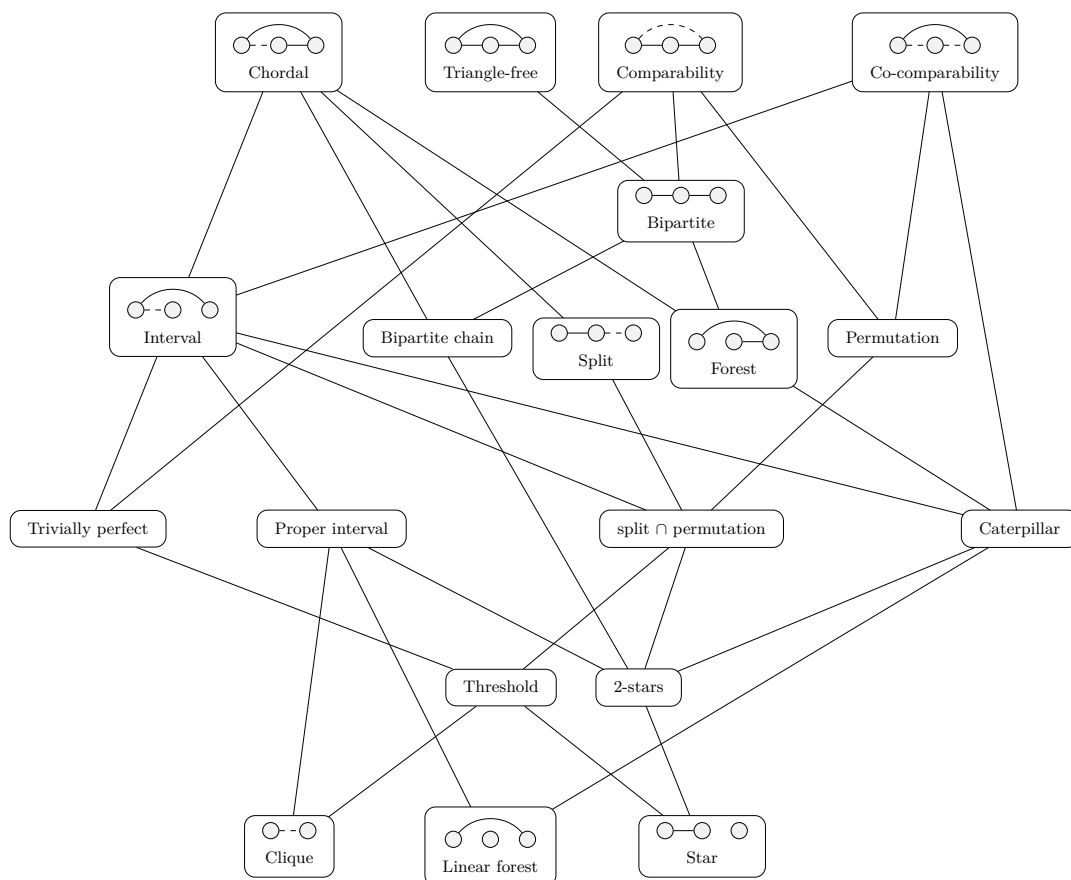 Chordal
Triangle-free
Comparability
Co-comparability
Bipartite
Interval
Bipartite chain
Split
Forest
Permutation
Trivially perfect
Proper interval
split ∩ permutation
Caterpillar
Threshold
2-stars
Clique
Linear forest
Star